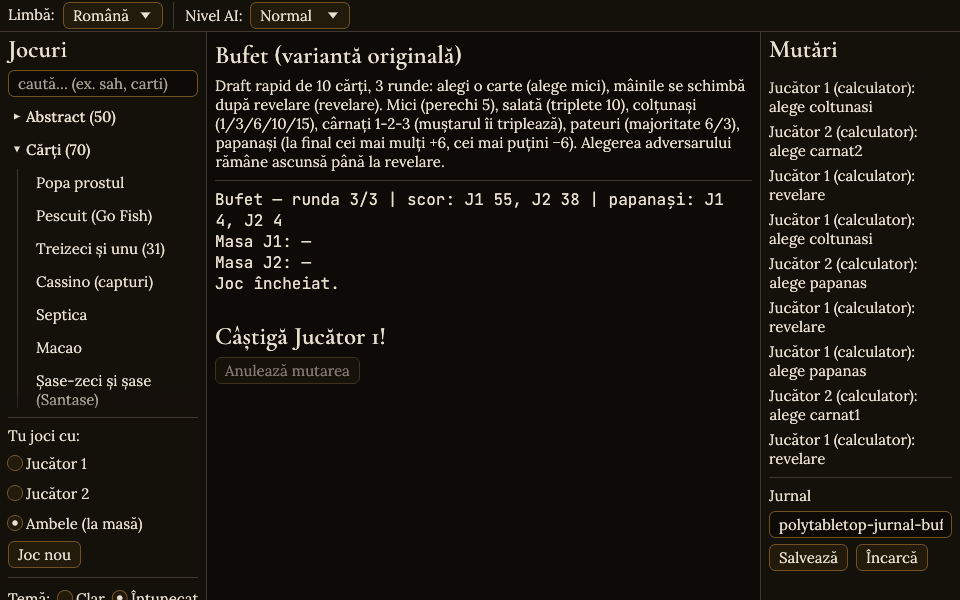 Limbă: Română ▼ Nivel AI: Normal ▼
Jocuri
caută... (ex. sah, carti)
▸ Abstract (50)
▾ Cărți (70)
Popa prostul
Pescuit (Go Fish)
Treizeci și unu (31)
Cassino (capturi)
Septica
Macao
Șase-zeci și șase
(Santase)
Tu joci cu:
Jucător 1
Jucător 2
Ambele (la masă)
Joc nou
Temă: Clar Întunecat
Bufet (variantă originală)
Draft rapid de 10 cărți, 3 runde: alegi o carte (alege mici), mâinile se schimbă
după revelare (revelare). Mici (perechi 5), salată (triplete 10), colțunași
(1/3/6/10/15), cârnați 1-2-3 (muștarul îi triplează), pateuri (majoritate 6/3),
papanași (la final cei mai mulți +6, cei mai puțini −6). Alegerea adversarului
rămâne ascunsă până la revelare.
Bufet — runda 3/3 | scor: J1 55, J2 38 | papanași: J1
4, J2 4
Masa J1: —
Masa J2: —
Joc încheiat.
Câștigă Jucător 1!
Anulează mutarea
Mutări
Jucător 1 (calculator):
alege coltunasi
Jucător 2 (calculator):
alege carnat2
Jucător 1 (calculator):
revelare
Jucător 1 (calculator):
alege coltunasi
Jucător 2 (calculator):
alege papanas
Jucător 1 (calculator):
revelare
Jucător 1 (calculator):
alege papanas
Jucător 2 (calculator):
alege carnat1
Jucător 1 (calculator):
revelare
Jurnal
polytabletop-jurnal-buf
Salvează Încarcă